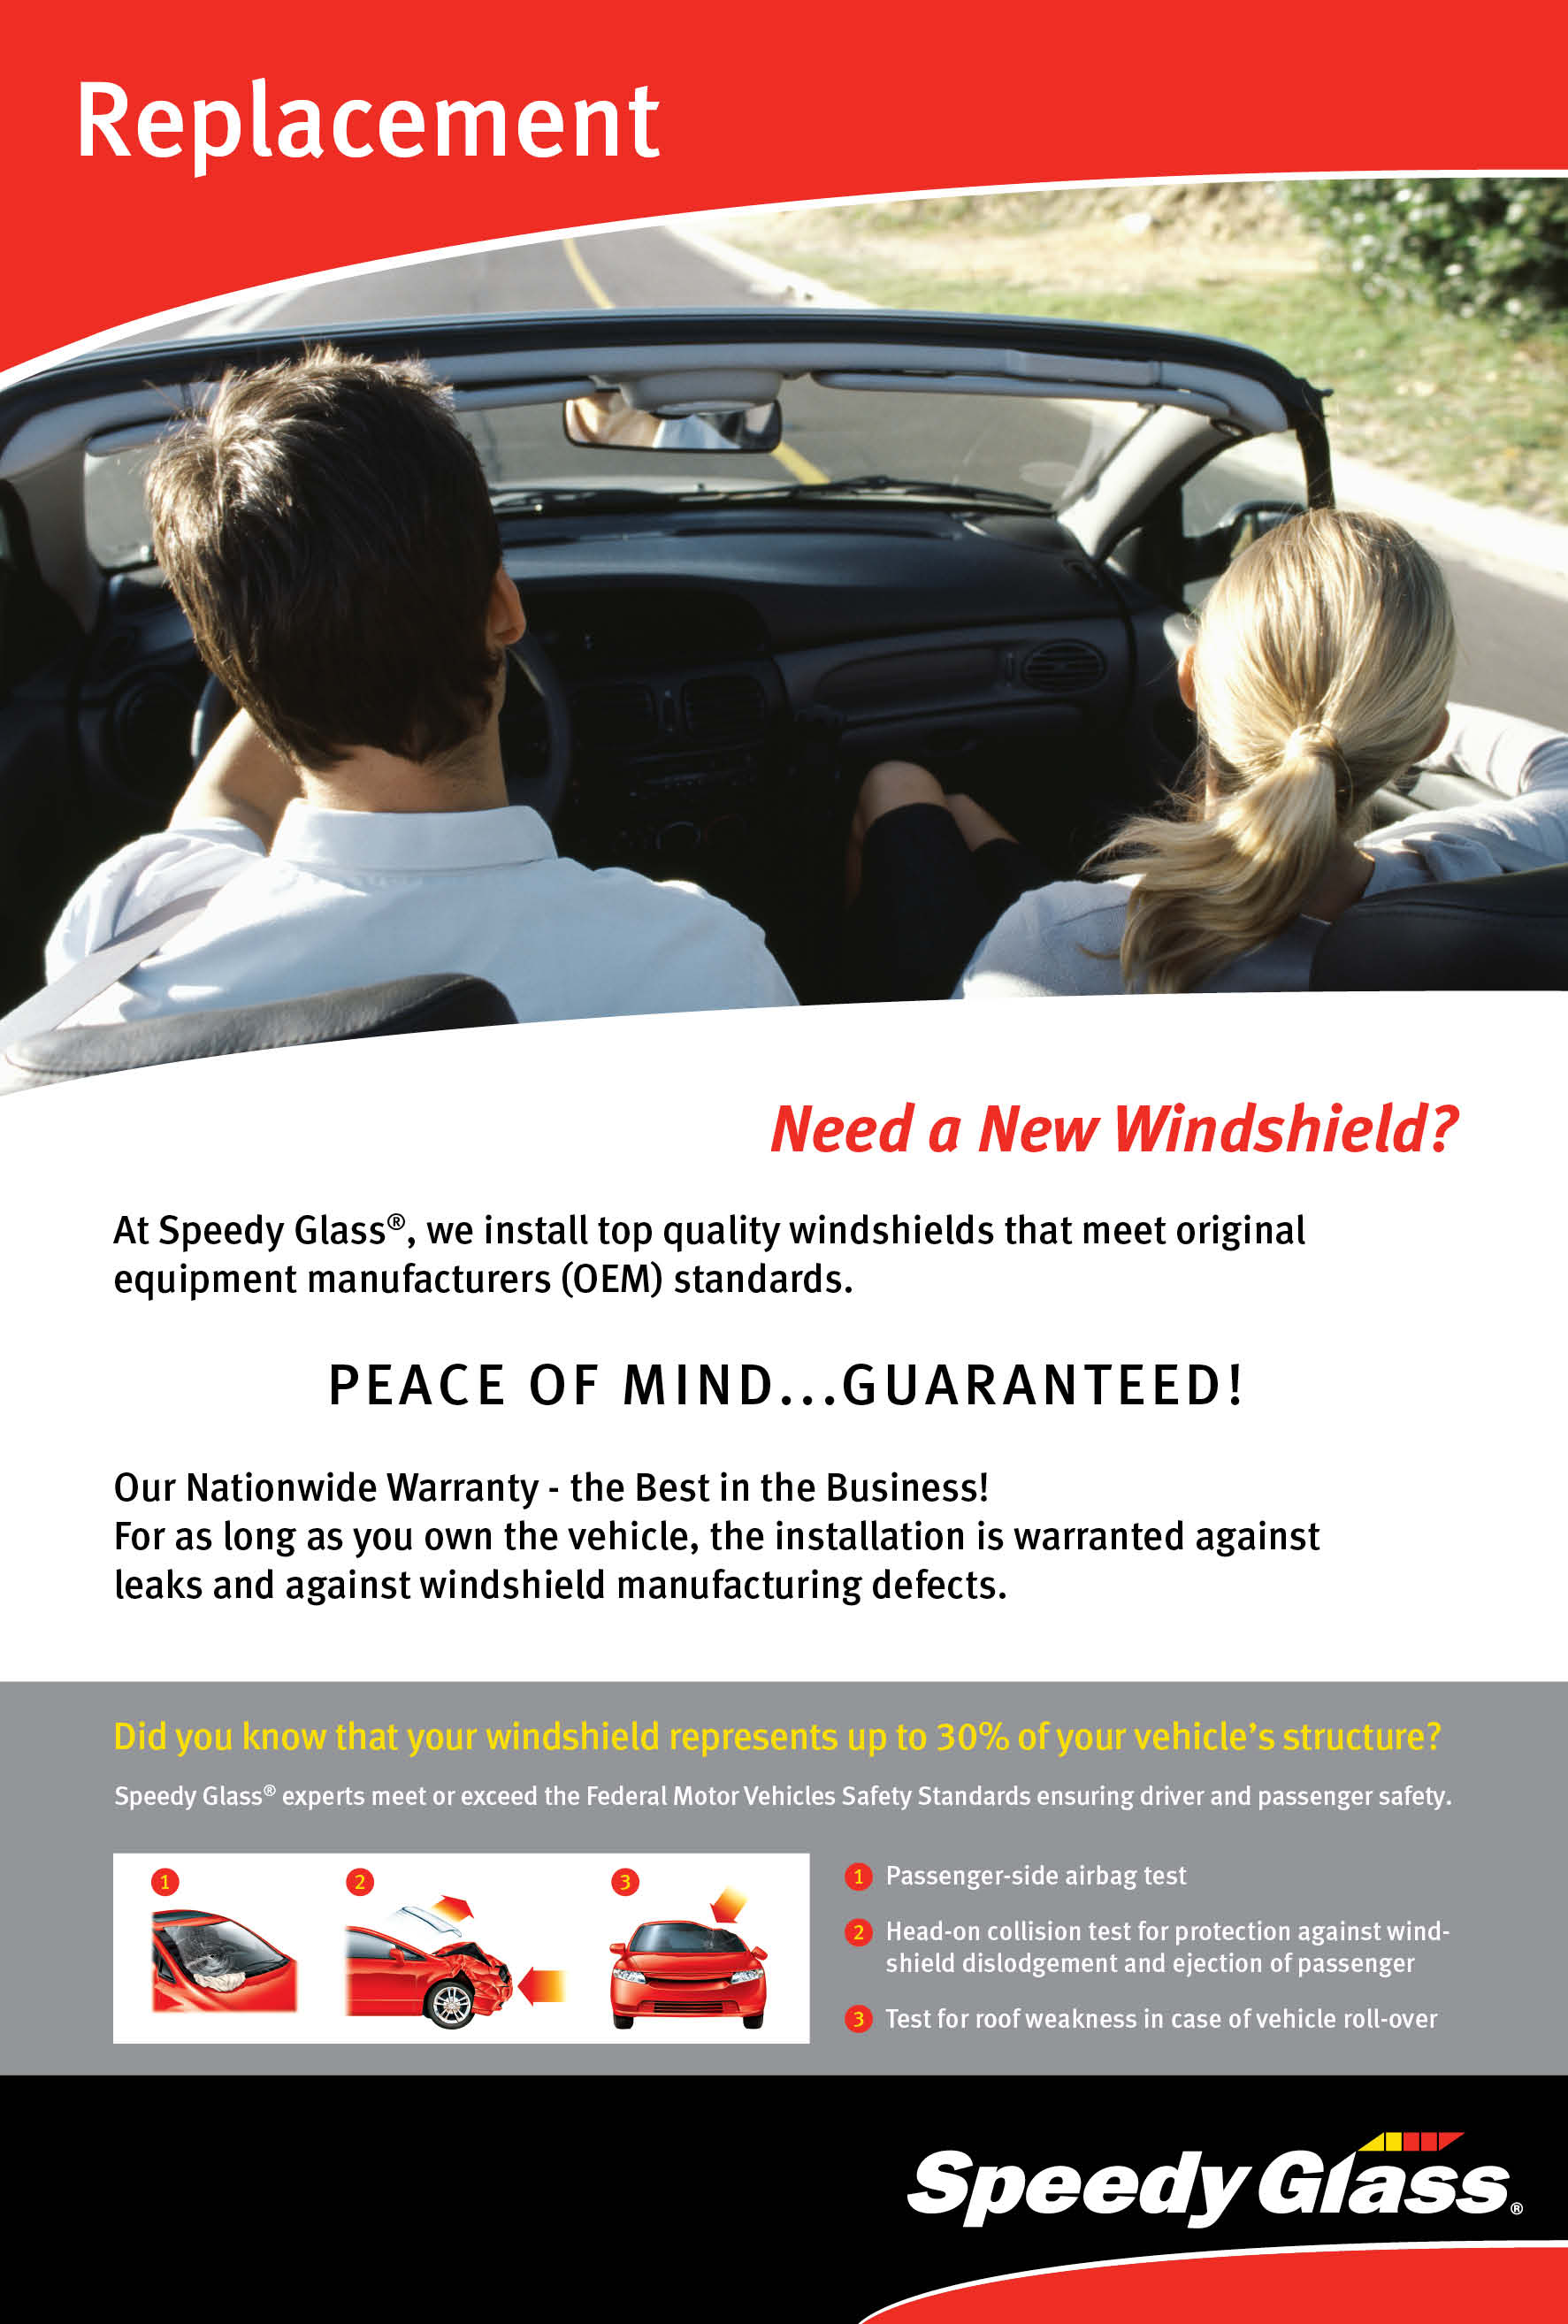 Replacement
Need a New Windshield?
At Speedy Glass®, we install top quality windshields that meet original
equipment manufacturers (OEM) standards.
PEACE OF MIND...GUARANTEED!
Our Nationwide Warranty - the Best in the Business!
For as long as you own the vehicle, the installation is warranted against
leaks and against windshield manufacturing defects.
Did you know that your windshield represents up to 30% of your vehicle’s structure?
Speedy Glass® experts meet or exceed the Federal Motor Vehicles Safety Standards ensuring driver and passenger safety.
1 2 3
1 Passenger-side airbag test
2 Head-on collision test for protection against wind-
shield dislodgement and ejection of passenger
3 Test for roof weakness in case of vehicle roll-over
Speedy Glass®